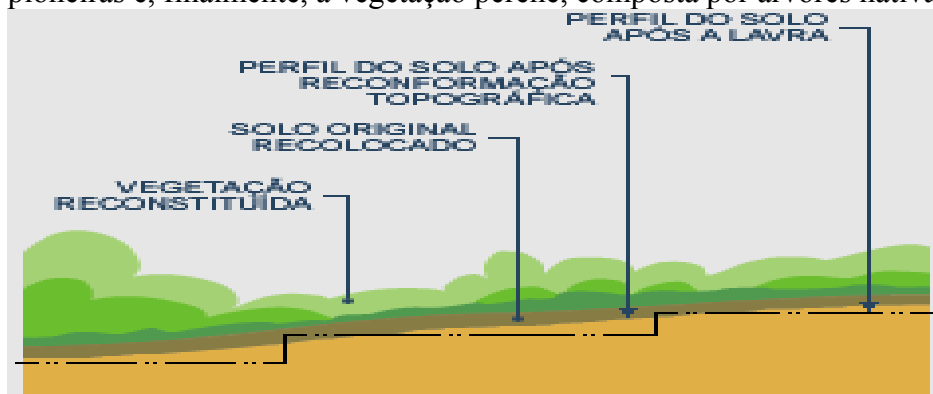 pioneiras e, finalmente, a vegetação perene, composta por árvores nativa
PERFIL DO SOLO
APÓS A LAVRA
PERFIL DO SOLO APÓS
RECONFORMAÇÃO
TOPOGRÁFICA
SOLO ORIGINAL
RECOLOCADO
VEGETAÇÃO
RECONSTITUÍDA